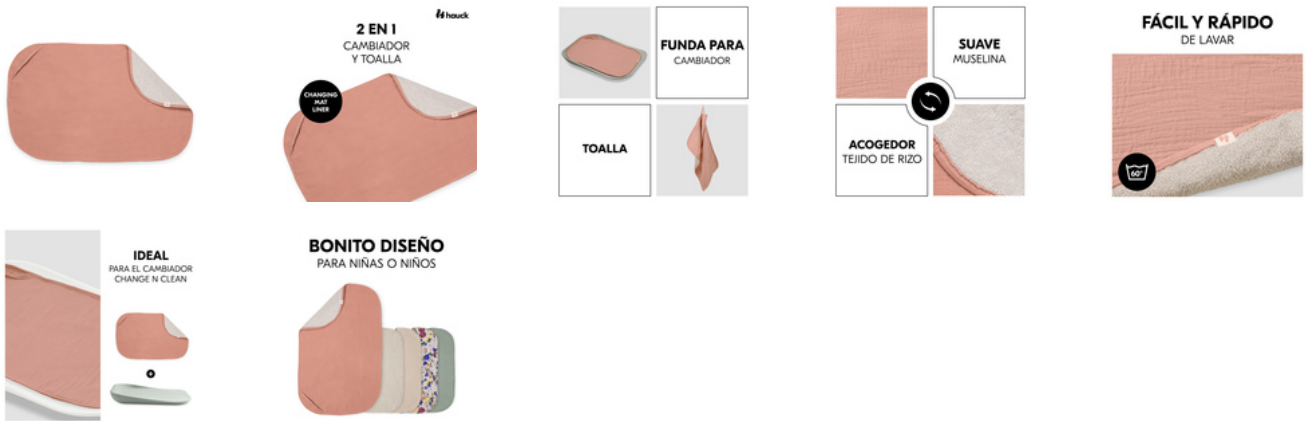 hauck
2 EN 1
CAMBIADOR
Y TOALLA
CHANGING
MAT
LINER
FUNDA PARA
CAMBIADOR
TOALLA
SUAVE
MUSELINA
ACOGEDOR
TEJIDO DE RIZO
FÁCIL Y RÁPIDO
DE LAVAR
60°
IDEAL
PARA EL CAMBIADOR
CHANGE N CLEAN
BONITO DISEÑO
PARA NIÑAS O NIÑOS